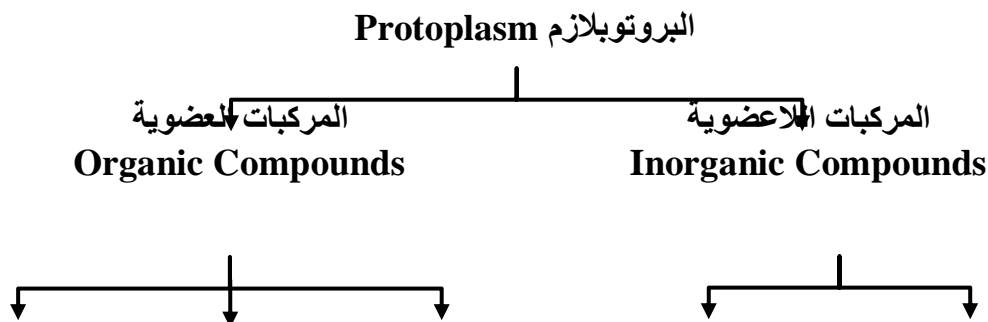 البروتوبلازم Protoplasm
المركبات اللاعضوية
Inorganic Compounds
المركبات العضوية
Organic Compounds